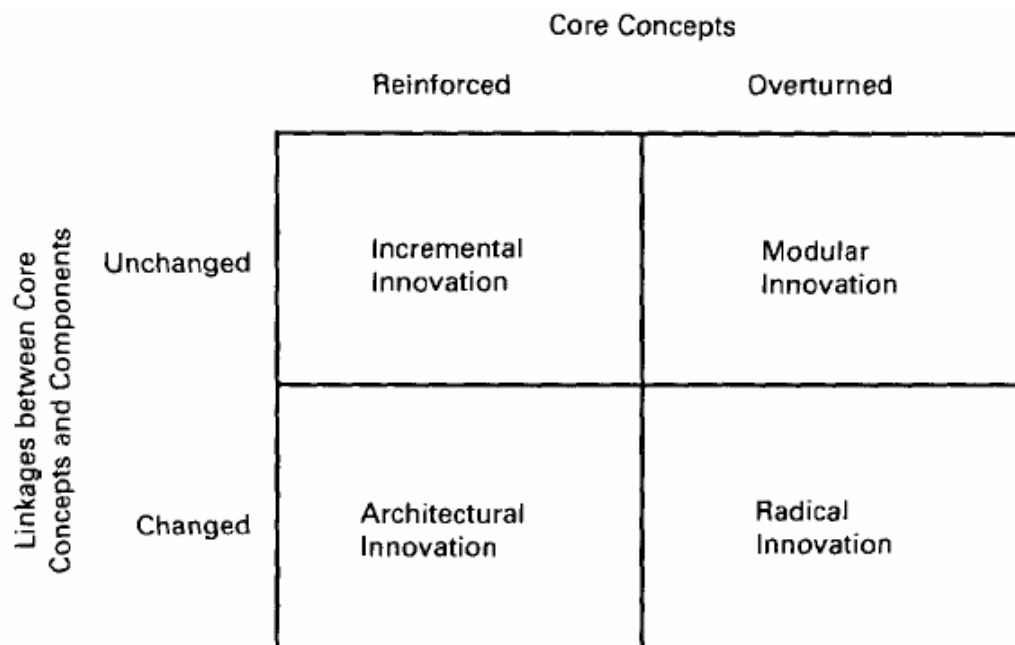 Core Concepts
Reinforced
Overturned
Linkages between Core
Concepts and Components
Unchanged
Incremental
Innovation
Modular
Innovation
Changed
Architectural
Innovation
Radical
Innovation